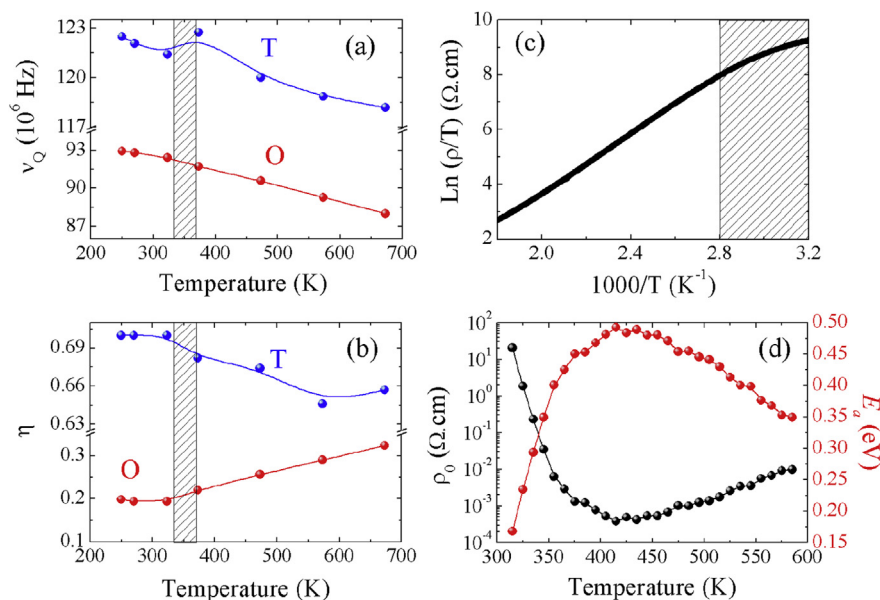 (a)
T
O
123
120
117
93
90
87
ν_Q (10^6 Hz)
200 300 400 500 600 700
Temperature (K)
(c)
10
8
6
4
2
Ln (ρ/T) (Ω.cm)
2.0 2.4 2.8 3.2
1000/T (K^-1)
(b)
T
O
0.69
0.66
0.63
0.3
0.2
0.1
η
200 300 400 500 600 700
Temperature (K)
(d)
10^2
10^1
10^0
10^-1
10^-2
10^-3
10^-4
ρ_0 (Ω.cm)
0.50
0.45
0.40
0.35
0.30
0.25
0.20
0.15
E_a (eV)
300 350 400 450 500 550 600
Temperature (K)